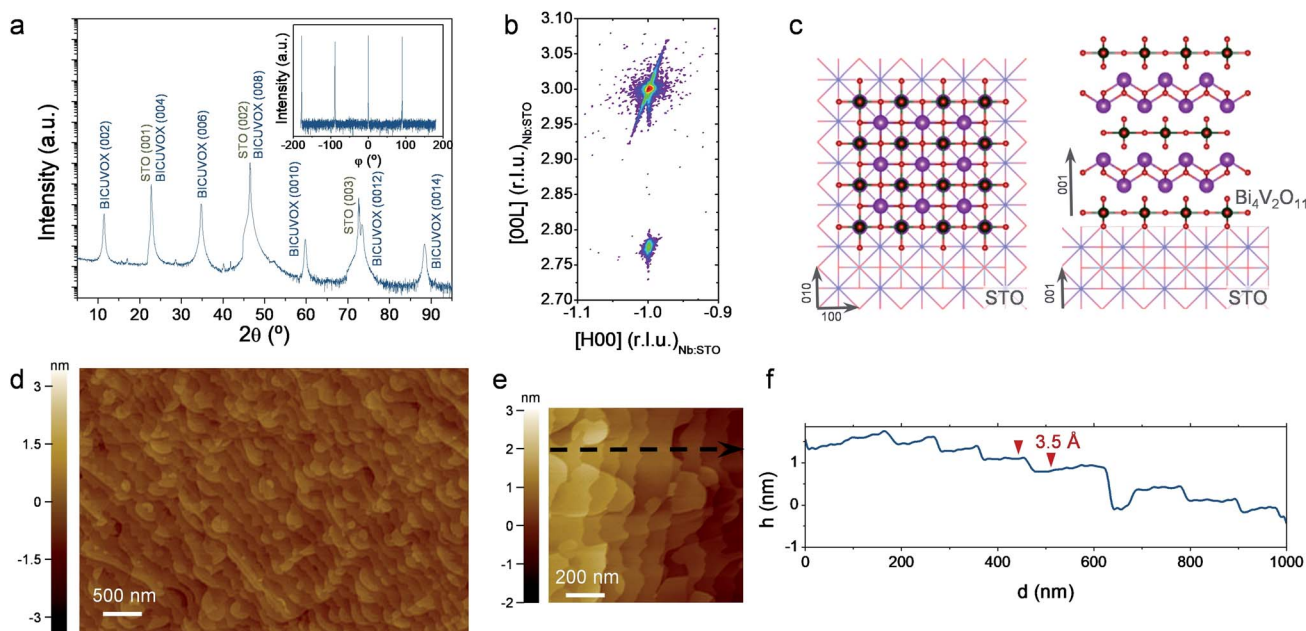 a
Intensity (a.u.)
BICUVOX (002)
STO (001)
BICUVOX (004)
BICUVOX (006)
STO (002)
BICUVOX (008)
BICUVOX (0010)
STO (003)
BICUVOX (0012)
BICUVOX (0014)
10 20 30 40 50 60 70 80 90
2θ (º)
Intensity (a.u.)
-200 -100 0 100 200
φ (º)
b
[00L] (r.l.u.)Nb:STO
3.10
3.05
3.00
2.95
2.90
2.85
2.80
2.75
2.70
-1.1 -1.0 -0.9
[H00] (r.l.u.)Nb:STO
c
010
100
STO
001
Bi4V2O11
001
STO
d
nm
3
1.5
0
-1.5
-3
500 nm
e
nm
3
2
1
0
-1
-2
200 nm
f
h (nm)
1
0
-1
3.5 Å
0 200 400 600 800 1000
d (nm)